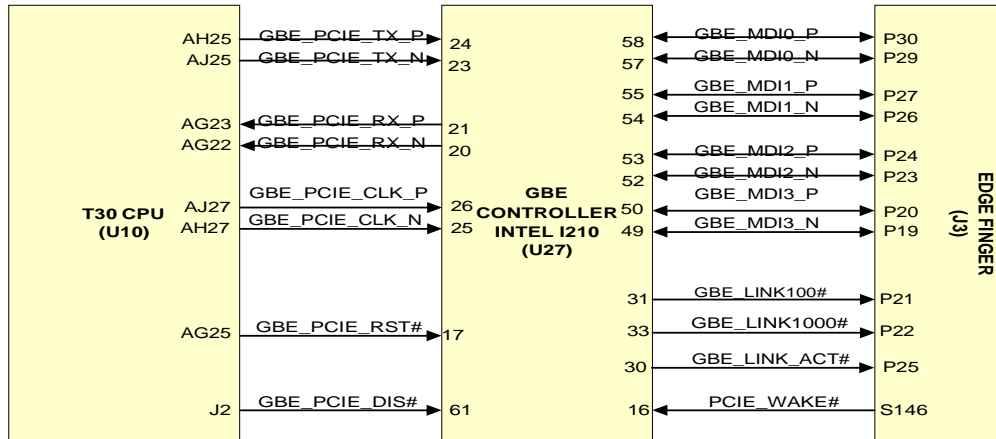 AH25 GBE_PCIE_TX_P 24 58 GBE_MDI0_P P30
AJ25 GBE_PCIE_TX_N 23 57 GBE_MDI0_N P29
55 GBE_MDI1_P P27
AG23 GBE_PCIE_RX_P 21 54 GBE_MDI1_N P26
AG22 GBE_PCIE_RX_N 20 53 GBE_MDI2_P P24
52 GBE_MDI2_N P23
AJ27 GBE_PCIE_CLK_P 26 50 GBE_MDI3_P P20
AH27 GBE_PCIE_CLK_N 25 49 GBE_MDI3_N P19
T30 CPU
(U10)
GBE
CONTROLLER
INTEL I210
(U27)
EDGE FINGER
(J3)
31 GBE_LINK100# P21
AG25 GBE_PCIE_RST# 17 33 GBE_LINK1000# P22
30 GBE_LINK_ACT# P25
J2 GBE_PCIE_DIS# 61 16 PCIE_WAKE# S146